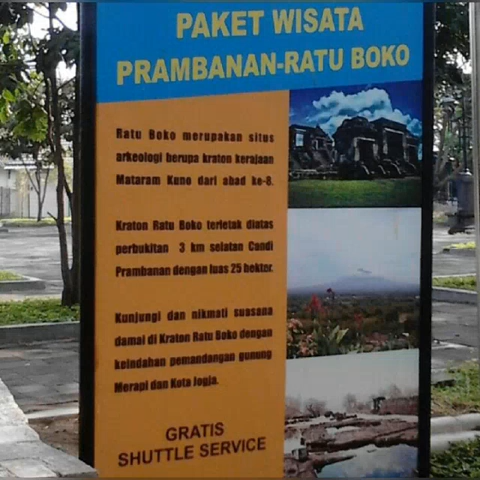 PAKET WISATA
PRAMBANAN-RATU BOKO
Ratu Boko merupakan situs
arkeologi berupa kraton kerajaan
Mataram Kuno dari abad ke-8.
Kraton Ratu Boko terletak diatas
perbukitan 3 km selatan Candi
Prambanan dengan luas 25 hekter.
Kunjungi dan nikmati suasana
damai di Kraton Ratu Boko dengan
keindahan pemandangan gunung
Merapi dan Kota Jogja.
GRATIS
SHUTTLE SERVICE